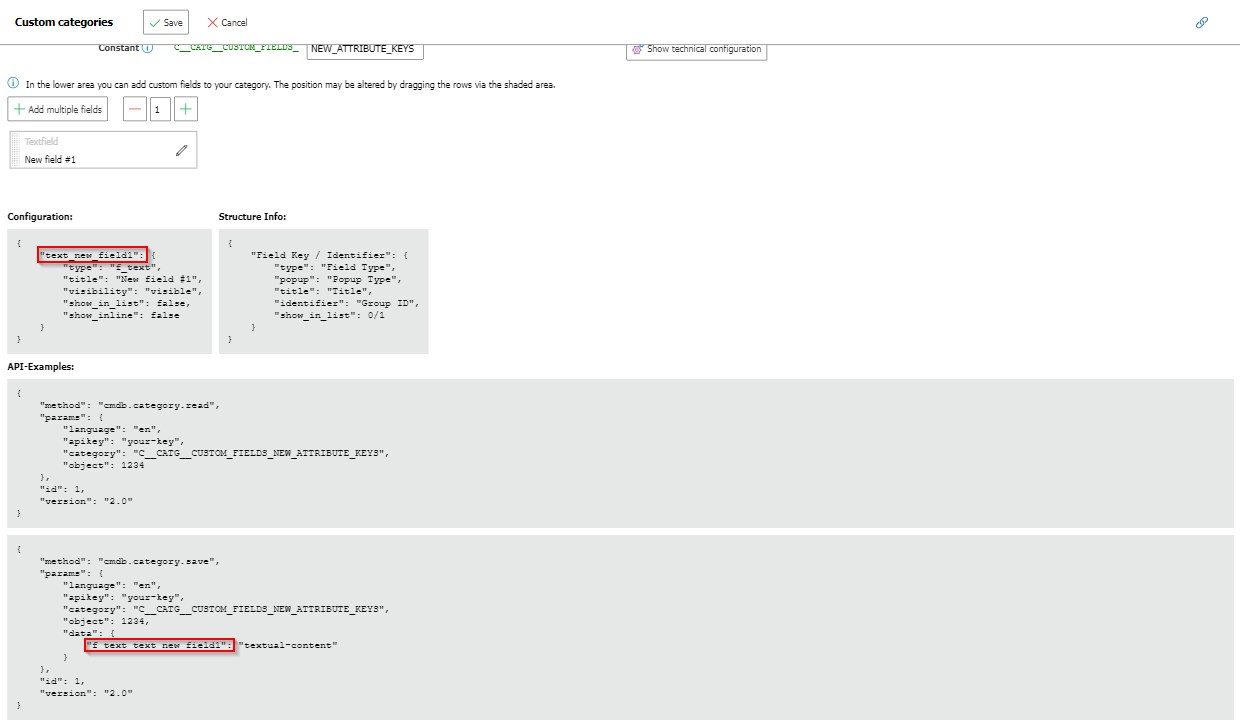 Custom categories
Save
Cancel
Constant
C__CATG__CUSTOM_FIELDS_
NEW_ATTRIBUTE_KEYS
Show technical configuration
In the lower area you can add custom fields to your category. The position may be altered by dragging the rows via the shaded area.
Add multiple fields
1
Textfield
New field #1
Configuration:
{
"text_new_field1": {
"type": "f_text",
"title": "New field #1",
"visibility": "visible",
"show_in_list": false,
"show_inline": false
}
}
Structure Info:
{
"Field Key / Identifier": {
"type": "Field Type",
"popup": "Popup Type",
"title": "Title",
"identifier": "Group ID",
"show_in_list": 0/1
}
}
API-Examples:
{
"method": "cmdb.category.read",
"params": {
"language": "en",
"apikey": "your-key",
"category": "C__CATG__CUSTOM_FIELDS_NEW_ATTRIBUTE_KEYS",
"object": 1234
},
"id": 1,
"version": "2.0"
}
{
"method": "cmdb.category.save",
"params": {
"language": "en",
"apikey": "your-key",
"category": "C__CATG__CUSTOM_FIELDS_NEW_ATTRIBUTE_KEYS",
"object": 1234,
"data": {
"f_text_text_new_field1": "textual-content"
}
},
"id": 1,
"version": "2.0"
}